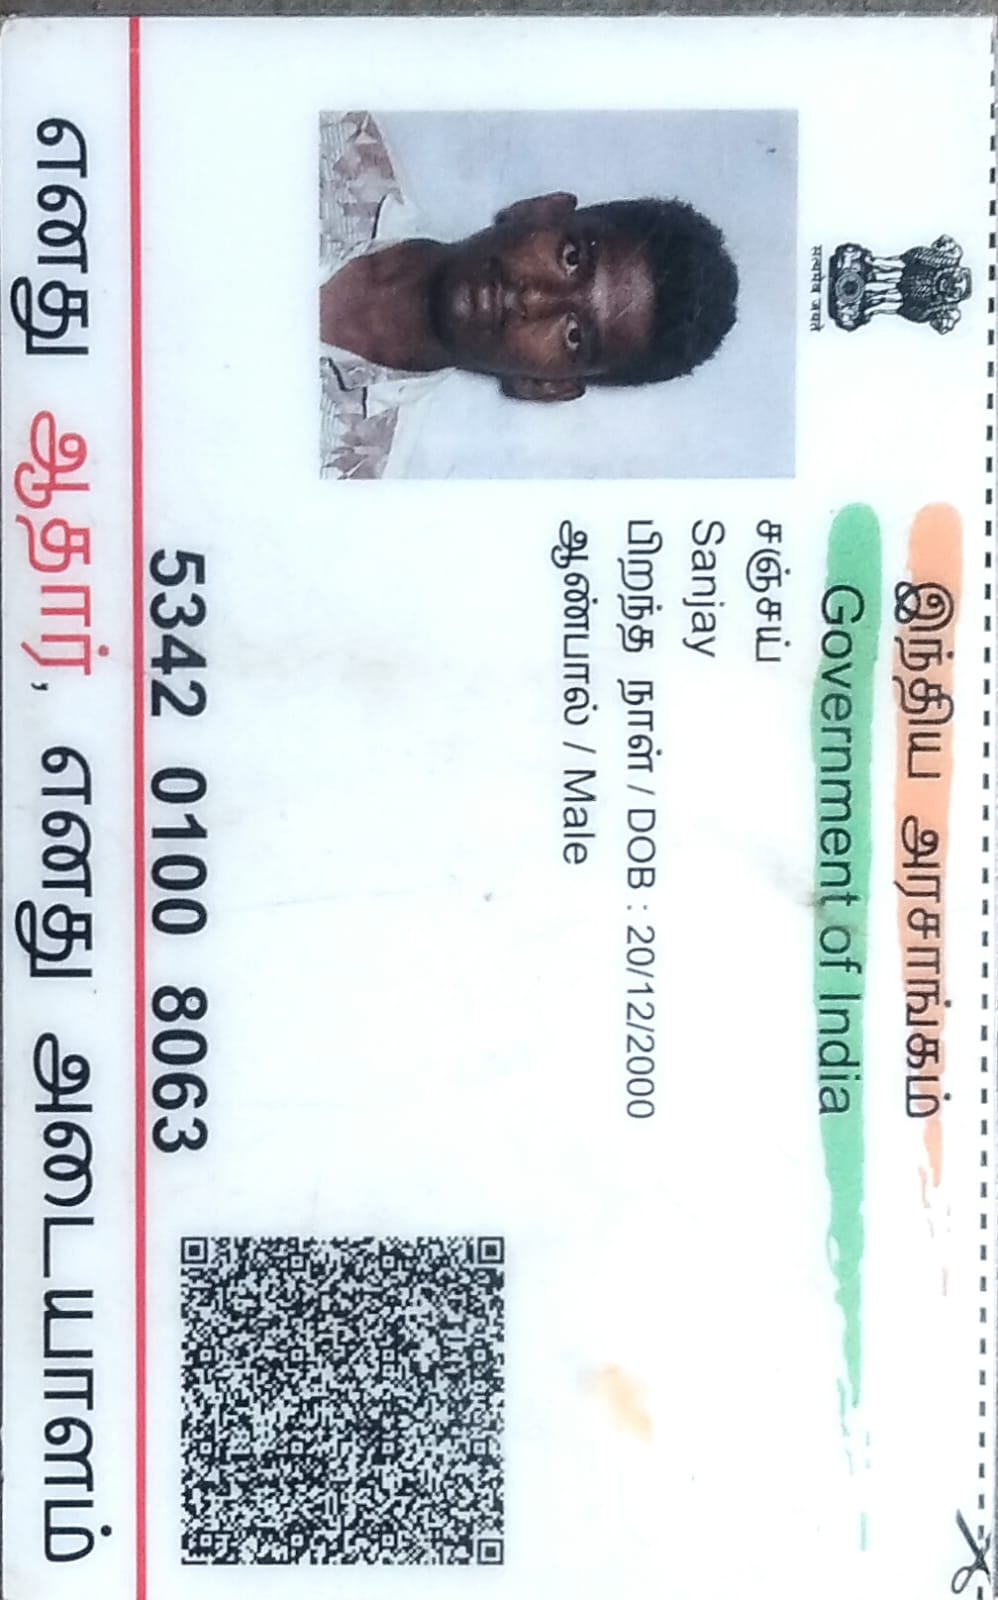 सत्यमेव जयते
இந்திய அரசாங்கம்
Government of India
சஞ்சய்
Sanjay
பிறந்த நாள் / DOB : 20/12/2000
ஆண்பால் / Male
5342 0100 8063
எனது ஆதார், எனது அடையாளம்